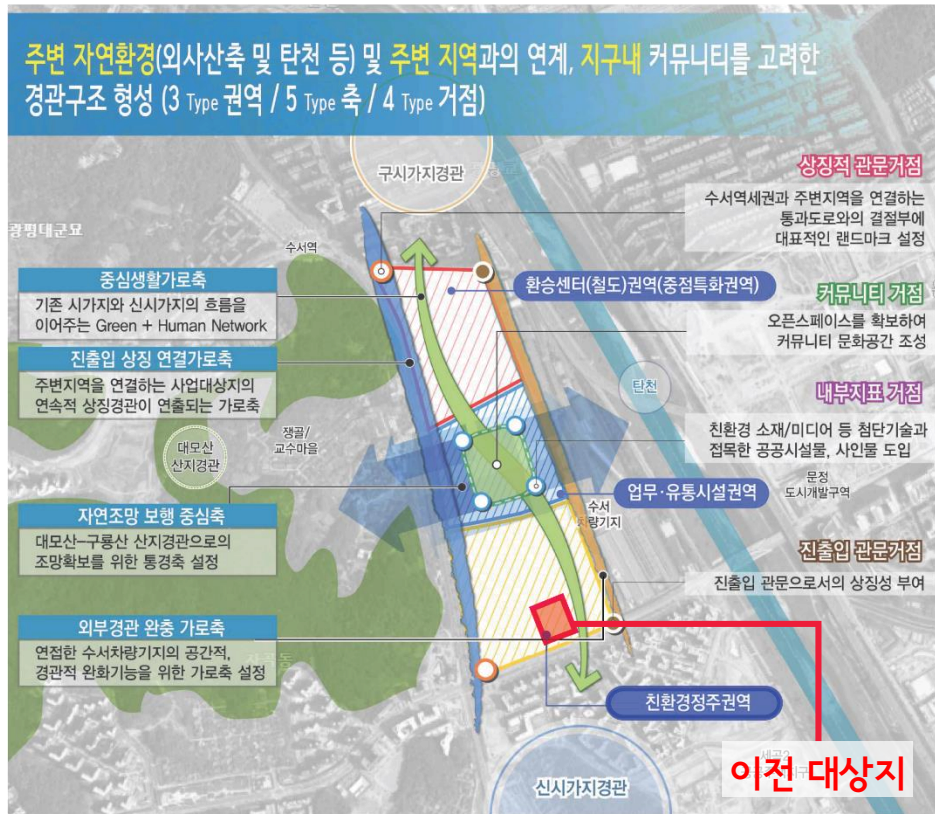 주변 자연환경(외사산축 및 탄천 등) 및 주변 지역과의 연계, 지구내 커뮤니티를 고려한
경관구조 형성 (3 Type 권역 / 5 Type 축 / 4 Type 거점)
구시가지경관
광평대군묘
수서역
상징적 관문거점
수서역세권과 주변지역을 연결하는
통과도로와의 결절부에
대표적인 랜드마크 설정
중심생활가로축
기존 시가지와 신시가지의 흐름을
이어주는 Green + Human Network
환승센터(철도)권역(중점특화권역)
커뮤니티 거점
오픈스페이스를 확보하여
커뮤니티 문화공간 조성
진출입 상징 연결가로축
주변지역을 연결하는 사업대상지의
연속적 상징경관이 연출되는 가로축
탄천
내부지표 거점
친환경 소재/미디어 등 첨단기술과
접목한 공공시설물, 사인물 도입
대모산
산지경관
쟁골/
교수마을
문정
도시개발구역
업무·유통시설권역
수서
차량기지
자연조망 보행 중심축
대모산-구룡산 산지경관으로의
조망확보를 위한 통경축 설정
진출입 관문거점
진출입 관문으로서의 상징성 부여
외부경관 완충 가로축
연접한 수서차량기지의 공간적,
경관적 완화기능을 위한 가로축 설정
친환경정주권역
이전 대상지
신시가지경관